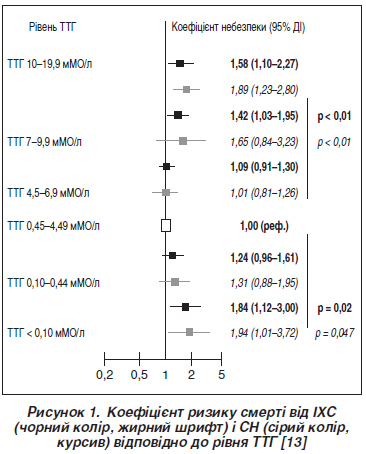 Рівень ТТГ Коефіцієнт небезпеки (95% ДІ)
ТТГ 10–19,9 мМО/л 1,58 (1,10–2,27)
1,89 (1,23–2,80)
1,42 (1,03–1,95) p < 0,01
ТТГ 7–9,9 мМО/л 1,65 (0,84–3,23) p < 0,01
1,09 (0,91–1,30)
ТТГ 4,5–6,9 мМО/л 1,01 (0,81–1,26)
ТТГ 0,45–4,49 мМО/л 1,00 (реф.)
1,24 (0,96–1,61)
ТТГ 0,10–0,44 мМО/л 1,31 (0,88–1,95)
1,84 (1,12–3,00) p = 0,02
ТТГ < 0,10 мМО/л 1,94 (1,01–3,72) p = 0,047
0,2 0,5 1 2 5
Рисунок 1. Коефіцієнт ризику смерті від ІХС
(чорний колір, жирний шрифт) і СН (сірий колір,
курсив) відповідно до рівня ТТГ [13]